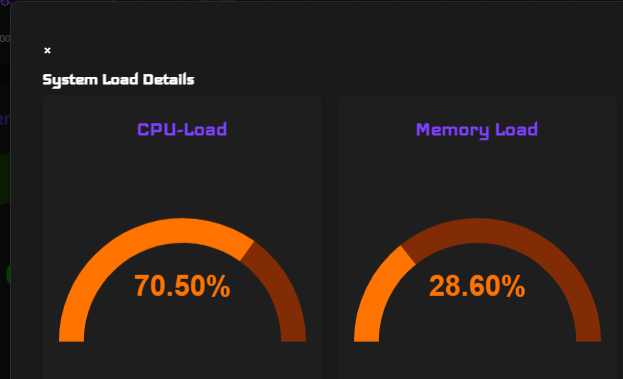 ×
System Load Details
CPU-Load
Memory Load
70.50%
28.60%